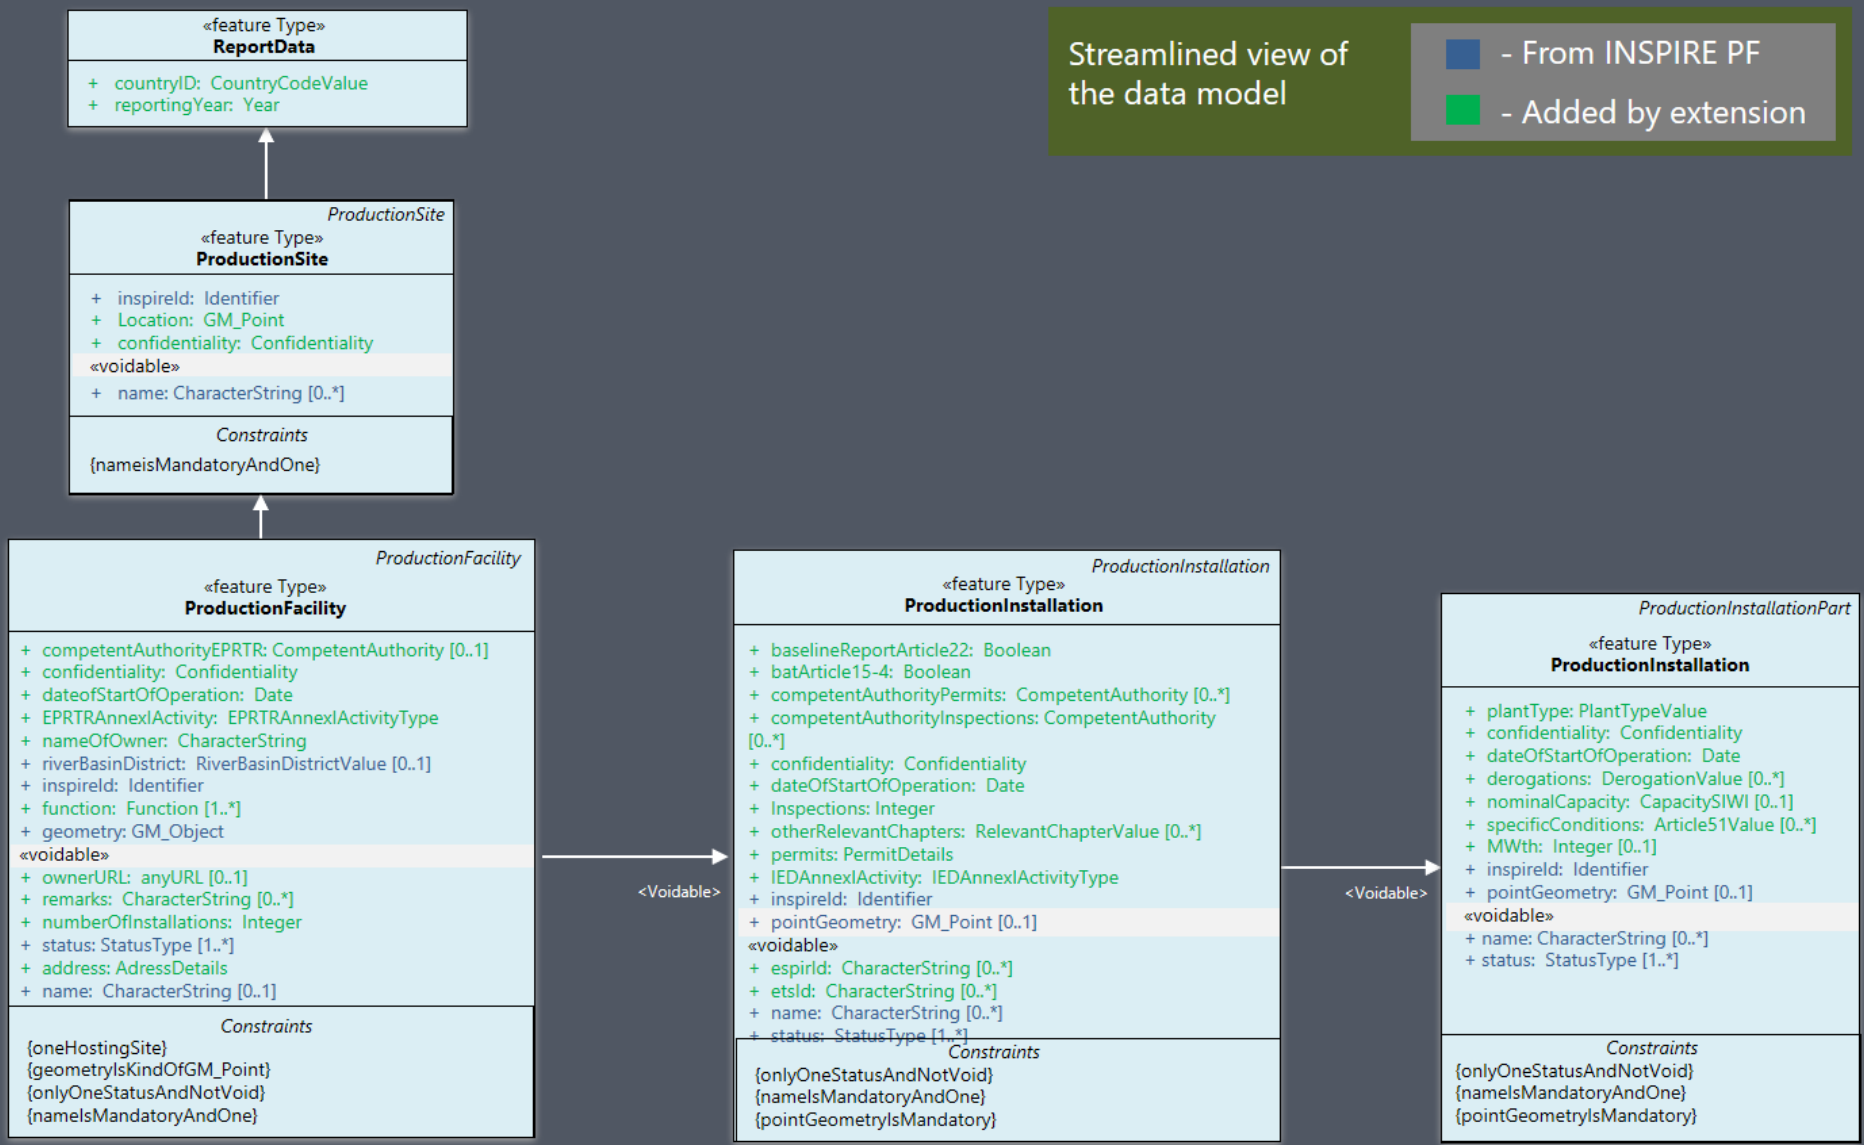 «feature Type»
ReportData
+ countryID: CountryCodeValue
+ reportingYear: Year
Streamlined view of
the data model
- From INSPIRE PF
- Added by extension
ProductionSite
«feature Type»
ProductionSite
+ inspireId: Identifier
+ Location: GM_Point
+ confidentiality: Confidentiality
«voidable»
+ name: CharacterString [0..*]
Constraints
{nameisMandatoryAndOne}
ProductionFacility
«feature Type»
ProductionFacility
+ competentAuthorityEPRTR: CompetentAuthority [0..1]
+ confidentiality: Confidentiality
+ dateofStartOfOperation: Date
+ EPRTRAnnexIActivity: EPRTRAnnexIActivityType
+ nameOfOwner: CharacterString
+ riverBasinDistrict: RiverBasinDistrictValue [0..1]
+ inspireId: Identifier
+ function: Function [1..*]
+ geometry: GM_Object
«voidable»
+ ownerURL: anyURL [0..1]
+ remarks: CharacterString [0..*]
+ numberOfInstallations: Integer
+ status: StatusType [1..*]
+ address: AdressDetails
+ name: CharacterString [0..1]
Constraints
{oneHostingSite}
{geometryIsKindOfGM_Point}
{onlyOneStatusAndNotVoid}
{nameIsMandatoryAndOne}
<Voidable>
ProductionInstallation
«feature Type»
ProductionInstallation
+ baselineReportArticle22: Boolean
+ batArticle15-4: Boolean
+ competentAuthorityPermits: CompetentAuthority [0..*]
+ competentAuthorityInspections: CompetentAuthority
[0..*]
+ confidentiality: Confidentiality
+ dateOfStartOfOperation: Date
+ Inspections: Integer
+ otherRelevantChapters: RelevantChapterValue [0..*]
+ permits: PermitDetails
+ IEDAnnexIActivity: IEDAnnexIActivityType
+ inspireId: Identifier
+ pointGeometry: GM_Point [0..1]
«voidable»
+ espirId: CharacterString [0..*]
+ etsId: CharacterString [0..*]
+ name: CharacterString [0..*]
+ status: StatusType [1..*]
Constraints
{onlyOneStatusAndNotVoid}
{nameIsMandatoryAndOne}
{pointGeometryIsMandatory}
<Voidable>
ProductionInstallationPart
«feature Type»
ProductionInstallation
+ plantType: PlantTypeValue
+ confidentiality: Confidentiality
+ dateOfStartOfOperation: Date
+ derogations: DerogationValue [0..*]
+ nominalCapacity: CapacitySIWI [0..1]
+ specificConditions: Article51Value [0..*]
+ MWth: Integer [0..1]
+ inspireId: Identifier
+ pointGeometry: GM_Point [0..1]
«voidable»
+ name: CharacterString [0..*]
+ status: StatusType [1..*]
Constraints
{onlyOneStatusAndNotVoid}
{nameIsMandatoryAndOne}
{pointGeometryIsMandatory}